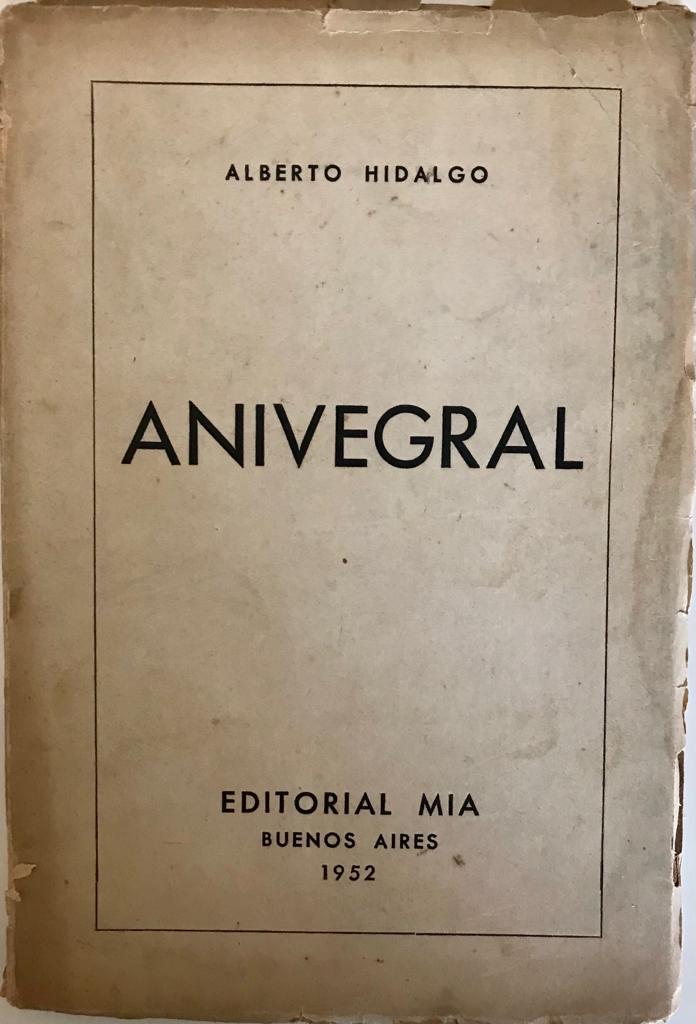 ALBERTO HIDALGO
ANIVEGRAL
EDITORIAL MIA
BUENOS AIRES
1952